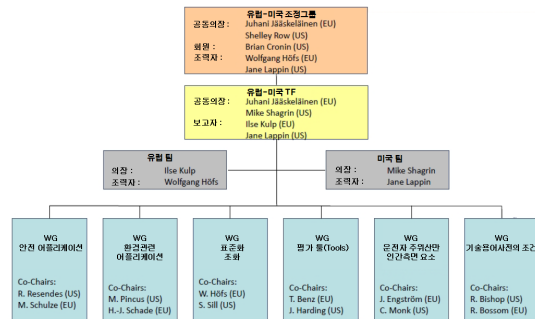 유럽-미국 조정그룹
공동의장 : Juhani Jääskeläinen (EU)
Shelley Row (US)
회원 : Brian Cronin (US)
조력자 : Wolfgang Höfs (EU)
Jane Lappin (US)
유럽-미국 TF
공동의장 : Juhani Jääskeläinen (EU)
Mike Shagrin (US)
보고자 : Ilse Kulp (EU)
Jane Lappin (US)
유럽 팀
의장 : Ilse Kulp
조력자 : Wolfgang Höfs
미국 팀
의장 : Mike Shagrin
조력자 : Jane Lappin
WG
안전 어플리케이션
Co-Chairs:
R. Resendes (US)
M. Schulze (EU)
WG
환경관련
어플리케이션
Co-Chairs:
M. Pincus (US)
H.-J. Schade (EU)
WG
표준화
조화
Co-Chairs:
W. Höfs (EU)
S. Sill (US)
WG
평가 툴(Tools)
Co-Chairs:
T. Benz (EU)
J. Harding (US)
WG
운전자 주위산만
인간측면 요소
Co-Chairs:
J. Engström (EU)
C. Monk (US)
WG
기술용어사전의 조건
Co-Chairs:
R. Bishop (US)
R. Bossom (EU)